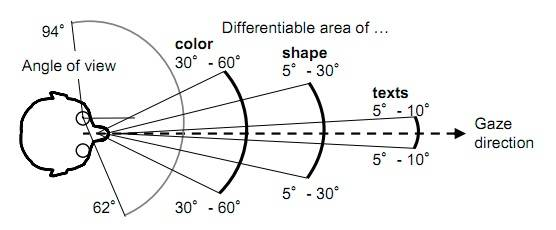 94°
Differentiable area of ...
color
30° - 60°
shape
5° - 30°
Angle of view
texts
5° - 10°
Gaze
direction
5° - 10°
5° - 30°
62°
30° - 60°